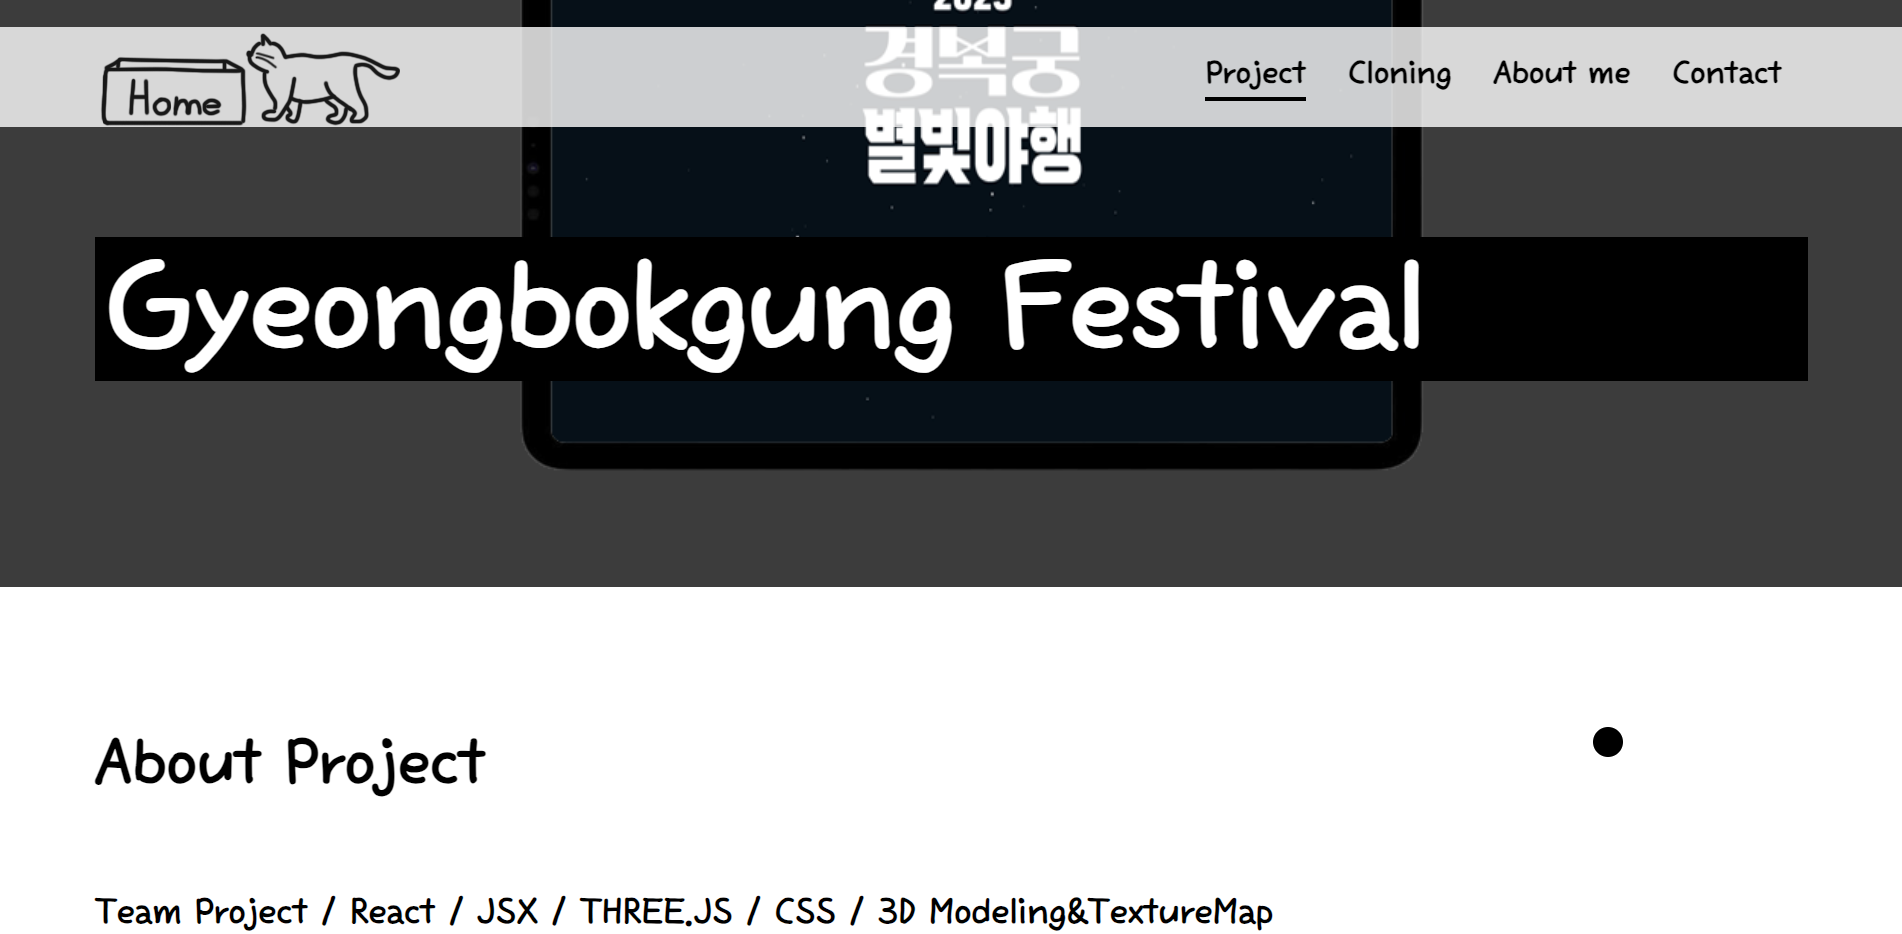 2023
경복궁
별빛야행
Home
Project Cloning About me Contact
Gyeongbokgung Festival
About Project
Team Project / React / JSX / THREE.JS / CSS / 3D Modeling&TextureMap